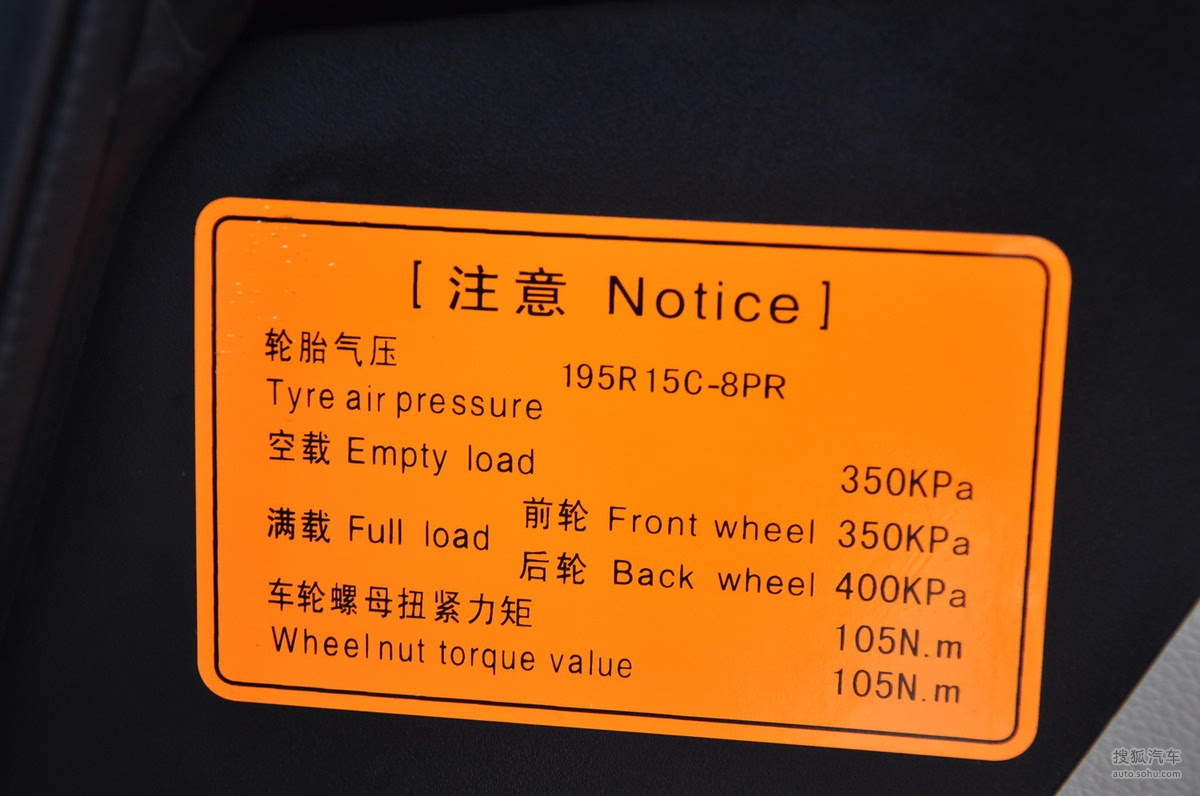 [ 注意 Notice ]
轮胎气压
195R15C-8PR
Tyre air pressure
空载 Empty load 350KPa
前轮 Front wheel 350KPa
满载 Full load
后轮 Back wheel 400KPa
车轮螺母扭紧力矩 105N.m
Wheel nut torque value 105N.m
搜狐汽车
auto.sohu.com